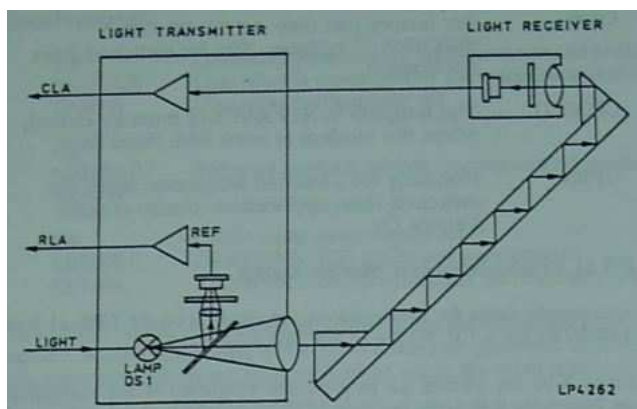 LIGHT TRANSMITTER
LIGHT RECEIVER
CLA
RLA
REF
LIGHT
LAMP
DS1
LP4262